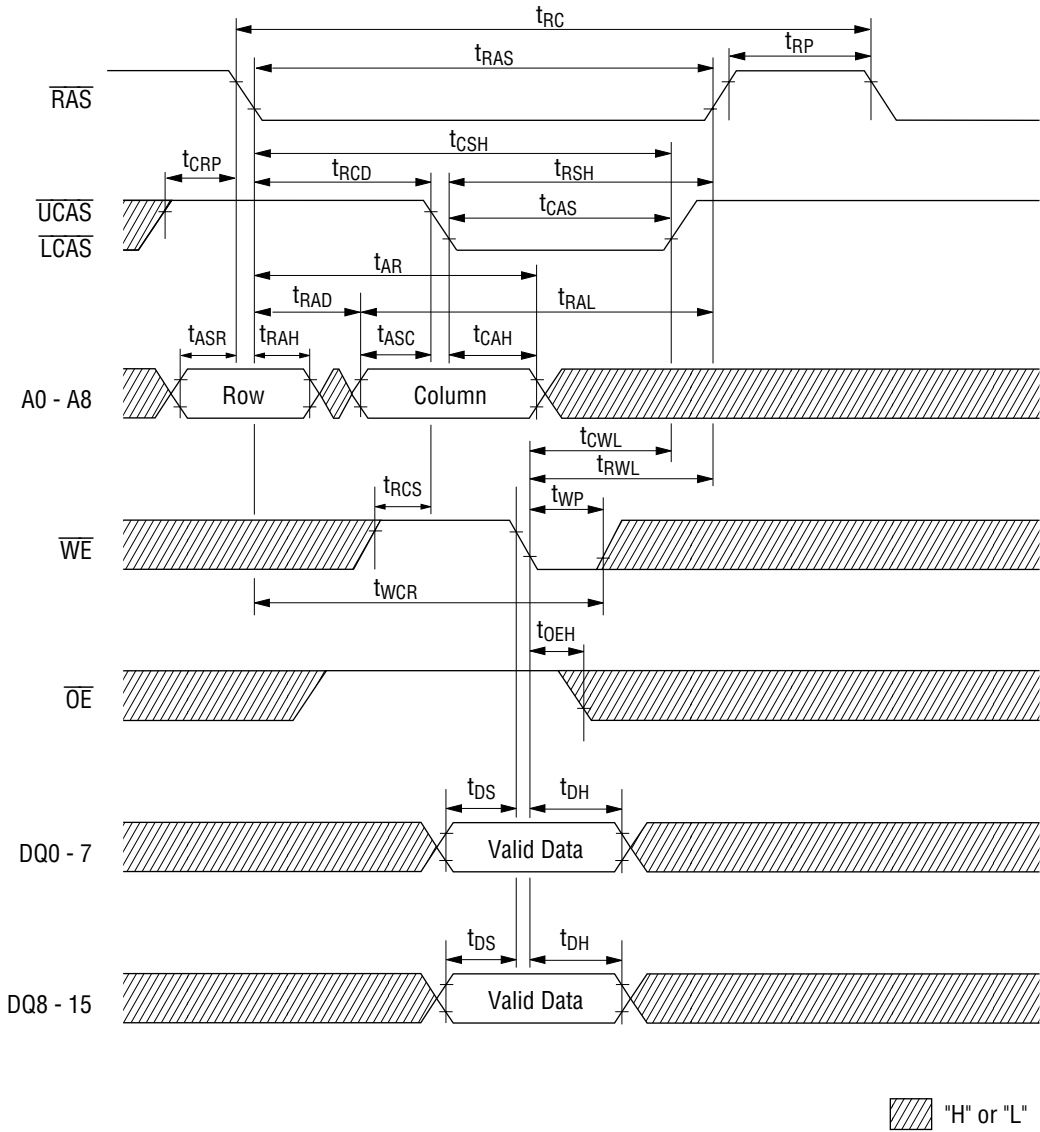 tRC
tRAS
tRP
RAS
tCSH
tCRP
tRCD
tRSH
UCAS
LCAS
tCAS
tAR
tRAD
tRAL
tASR
tRAH
tASC
tCAH
A0 - A8
Row
Column
tCWL
tRWL
tRCS
tWP
WE
tWCR
tOEH
OE
tDS
tDH
DQ0 - 7
Valid Data
tDS
tDH
DQ8 - 15
Valid Data
"H" or "L"